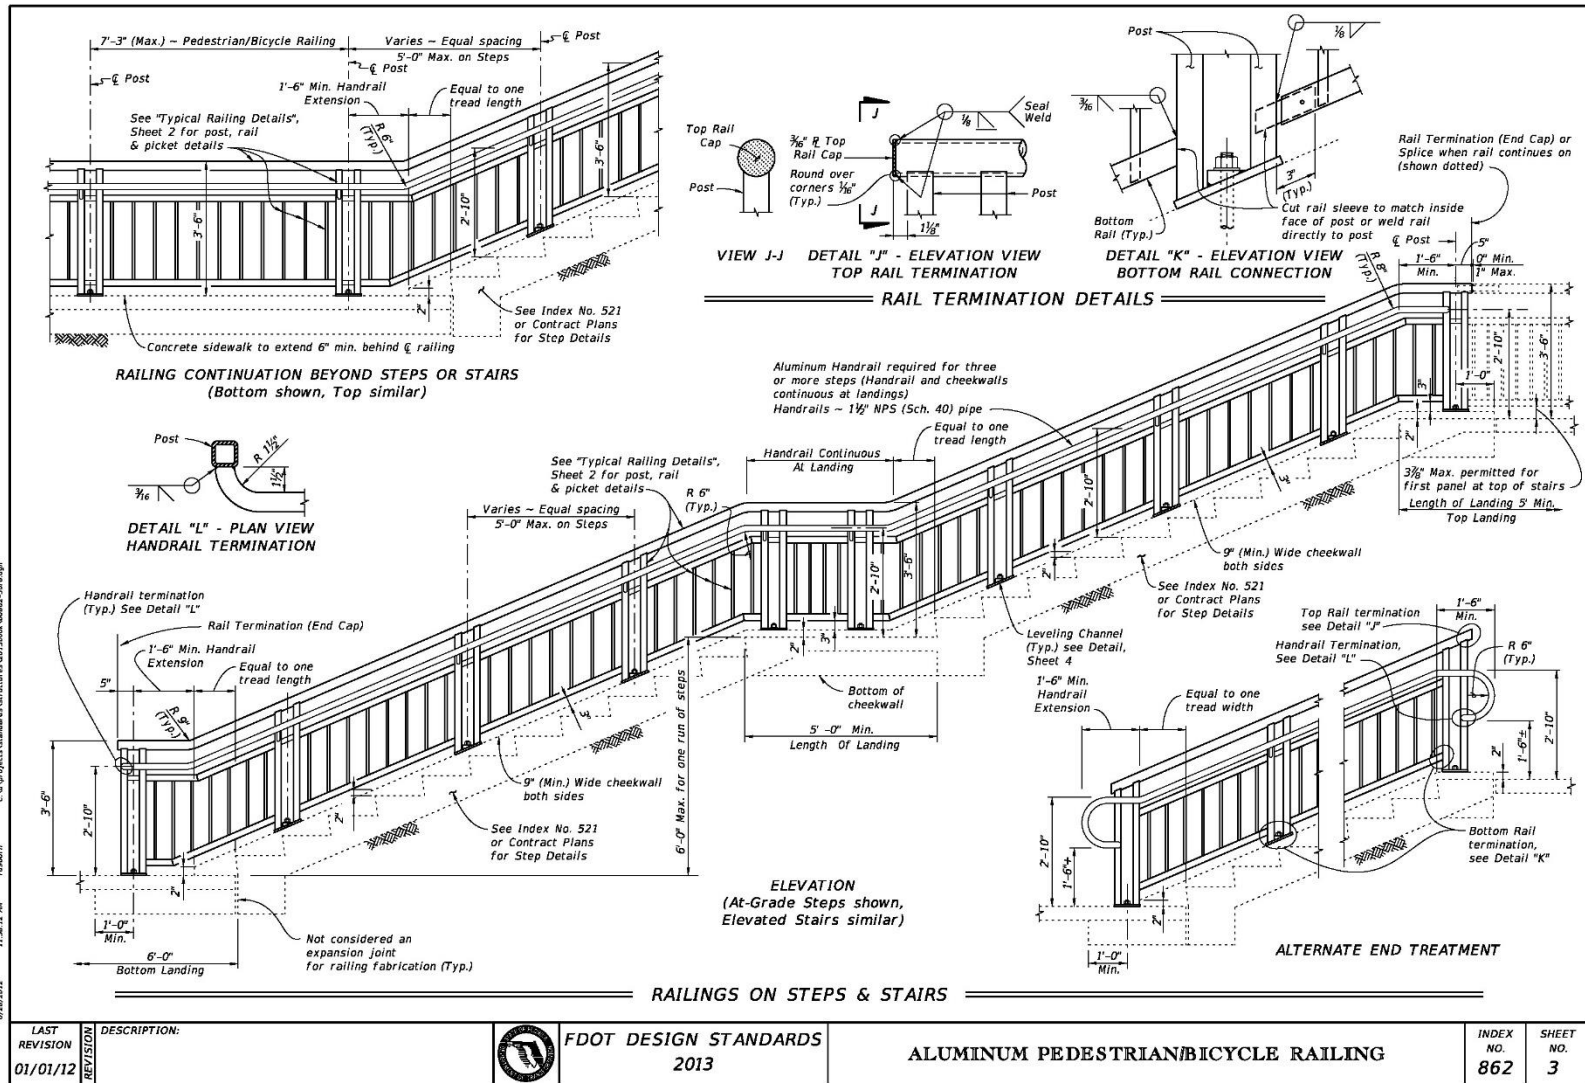 7'-3" (Max.) ~ Pedestrian/Bicycle Railing
Varies ~ Equal spacing
5'-0" Max. on Steps
℄ Post
℄ Post
℄ Post
1'-6" Min. Handrail
Extension
Equal to one
tread length
See "Typical Railing Details",
Sheet 2 for post, rail
& picket details
R 6"
(Typ.)
3'-6"
2'-10"
3'-6"
2"
See Index No. 521
or Contract Plans
for Step Details
Concrete sidewalk to extend 6" min. behind ℄ railing
RAILING CONTINUATION BEYOND STEPS OR STAIRS
(Bottom shown, Top similar)
Top Rail
Cap
Post
VIEW J-J
J
J
3/16" ℄ Top
Rail Cap
Round over
corners 1/16"
(Typ.)
1/8
Seal
Weld
Post
1 1/8"
DETAIL "J" - ELEVATION VIEW
TOP RAIL TERMINATION
Post
1/8
3/16
3"
(Typ.)
Bottom
Rail (Typ.)
Cut rail sleeve to match inside
face of post or weld rail
directly to post
DETAIL "K" - ELEVATION VIEW
BOTTOM RAIL CONNECTION
RAIL TERMINATION DETAILS
Rail Termination (End Cap) or
Splice when rail continues on
(shown dotted)
℄ Post
5"
1'-6"
Min.
0" Min.
1" Max.
R 8"
(Typ.)
2'-10"
3'-6"
1'-0"
3"
2"
3 7/8" Max. permitted for
first panel at top of stairs
Length of Landing 5' Min.
Top Landing
Post
R 1 1/2"
1 1/2"
3/16
DETAIL "L" - PLAN VIEW
HANDRAIL TERMINATION
Aluminum Handrail required for three
or more steps (Handrail and cheekwalls
continuous at landings)
Handrails ~ 1 1/2" NPS (Sch. 40) pipe
Equal to one
tread length
Handrail Continuous
At Landing
See "Typical Railing Details",
Sheet 2 for post, rail
& picket details
R 6"
(Typ.)
Varies ~ Equal spacing
5'-0" Max. on Steps
2'-10"
3"
2"
2'-10"
3'-6"
2"
3"
9" (Min.) Wide cheekwall
both sides
See Index No. 521
or Contract Plans
for Step Details
Leveling Channel
(Typ.) see Detail,
Sheet 4
Bottom of
cheekwall
5' -0" Min.
Length Of Landing
6'-0" Max. for one run of steps
Handrail termination
(Typ.) See Detail "L"
Rail Termination (End Cap)
1'-6" Min. Handrail
Extension
Equal to one
tread length
5"
R 9"
(Typ.)
3'-6"
2'-10"
3"
2"
2"
9" (Min.) Wide cheekwall
both sides
See Index No. 521
or Contract Plans
for Step Details
1'-0"
Min.
6'-0"
Bottom Landing
Not considered an
expansion joint
for railing fabrication (Typ.)
ELEVATION
(At-Grade Steps shown,
Elevated Stairs similar)
Top Rail termination
see Detail "J"
Handrail Termination,
See Detail "L"
1'-6"
Min.
R 6"
(Typ.)
1'-6" Min.
Handrail
Extension
Equal to one
tread width
2'-10"
1'-6"±
2"
2'-10"
1'-6"±
2"
1'-0"
Min.
Bottom Rail
termination,
see Detail "K"
ALTERNATE END TREATMENT
RAILINGS ON STEPS & STAIRS
LAST
REVISION
01/01/12
REVISION
DESCRIPTION:
FDOT DESIGN STANDARDS
2013
ALUMINUM PEDESTRIAN/BICYCLE RAILING
INDEX
NO.
862
SHEET
NO.
3